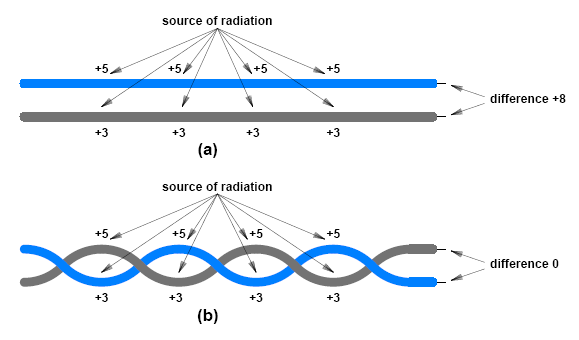 source of radiation
+5 +5 +5 +5
difference +8
+3 +3 +3 +3
(a)
source of radiation
+5 +5 +5 +5
difference 0
+3 +3 +3 +3
(b)